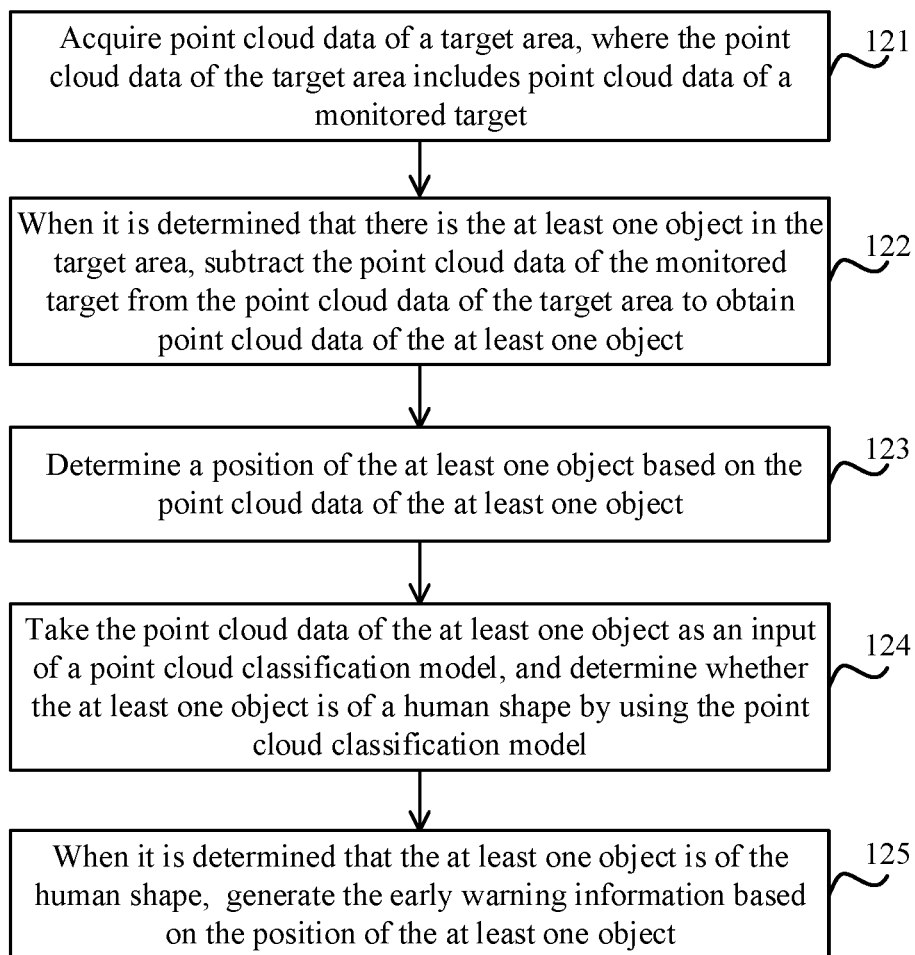 Acquire point cloud data of a target area, where the point
cloud data of the target area includes point cloud data of a
monitored target
121
When it is determined that there is the at least one object in the
target area, subtract the point cloud data of the monitored
target from the point cloud data of the target area to obtain
point cloud data of the at least one object
122
Determine a position of the at least one object based on the
point cloud data of the at least one object
123
Take the point cloud data of the at least one object as an input
of a point cloud classification model, and determine whether
the at least one object is of a human shape by using the point
cloud classification model
124
When it is determined that the at least one object is of the
human shape, generate the early warning information based
on the position of the at least one object
125